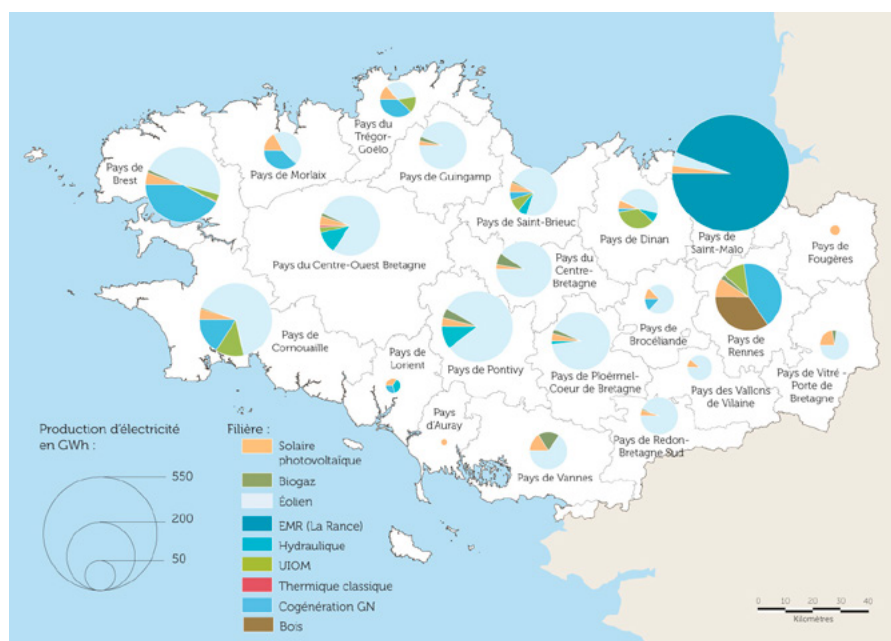 Pays du
Trégor-
Goëlo
Pays de
Brest
Pays de Morlaix
Pays de Guingamp
Pays de Saint-Brieuc
Pays de Dinan
Pays de
Saint-Malo
Pays de
Fougères
Pays du Centre-Ouest Bretagne
Pays du
Centre-
Bretagne
Pays de
Brocéliande
Pays de
Rennes
Pays de
Cornouaille
Pays de
Lorient
Pays de Pontivy
Pays de Ploërmel-
Coeur de Bretagne
Pays des Vallons
de Vilaine
Pays de Vitré -
Porte de
Bretagne
Pays
d'Auray
Pays de Vannes
Pays de Redon-
Bretagne Sud
Production d'électricité
en GWh :
550
200
50
Filière :
Solaire
photovoltaïque
Biogaz
Éolien
EMR (La Rance)
Hydraulique
UIOM
Thermique classique
Cogénération GN
Bois
0 10 20 30 40
Kilomètres